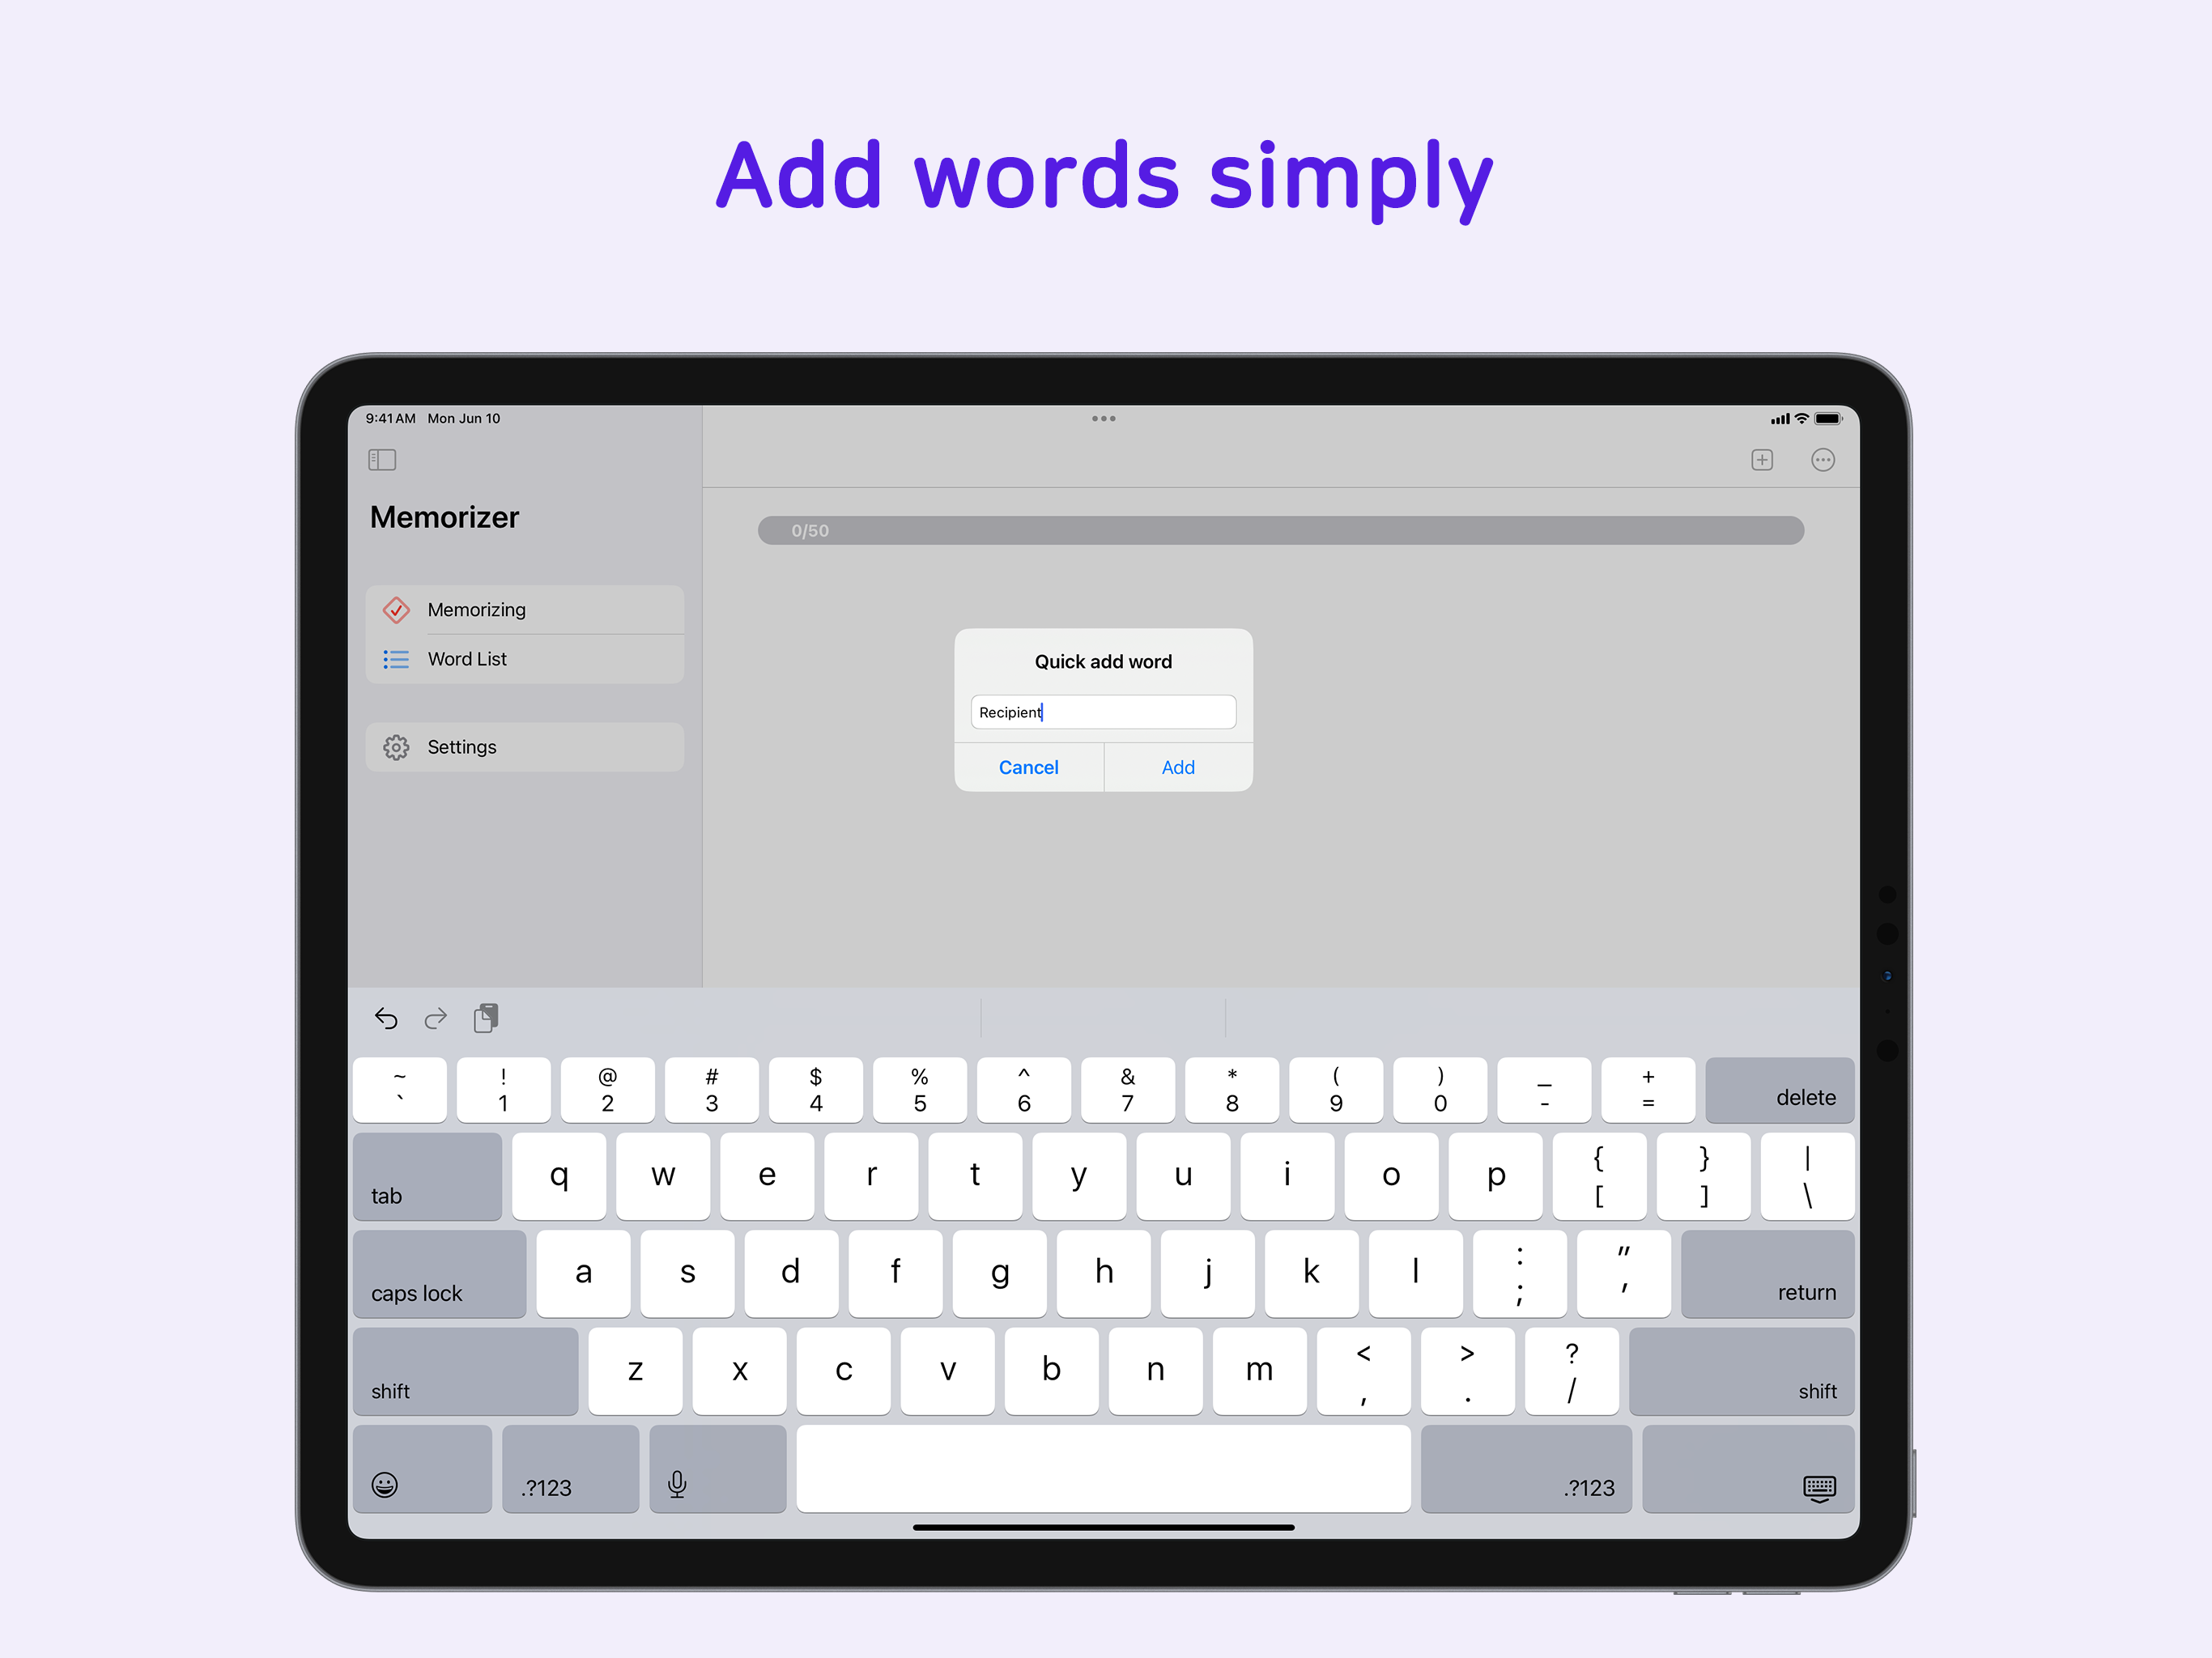 Add words simply
9:41 AM Mon Jun 10
Memorizer
0/50
Memorizing
Word List
Settings
Quick add word
Recipient
Cancel Add
~ ! @ # $ % ^ & * ( ) _ +
` 1 2 3 4 5 6 7 8 9 0 - = delete
tab q w e r t y u i o p { } |
[ ] \
caps lock a s d f g h j k l : "
; ' return
shift z x c v b n m < > ?
, . / shift
.?123 .?123